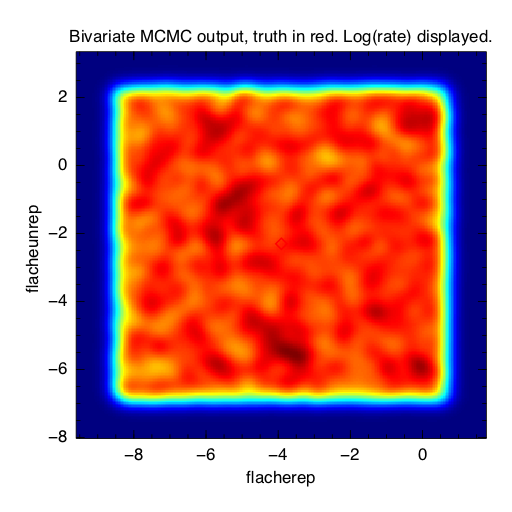 Bivariate MCMC output, truth in red. Log(rate) displayed.
2
0
−2
−4
−6
−8
flacheunrep
−8 −6 −4 −2 0
flacherep